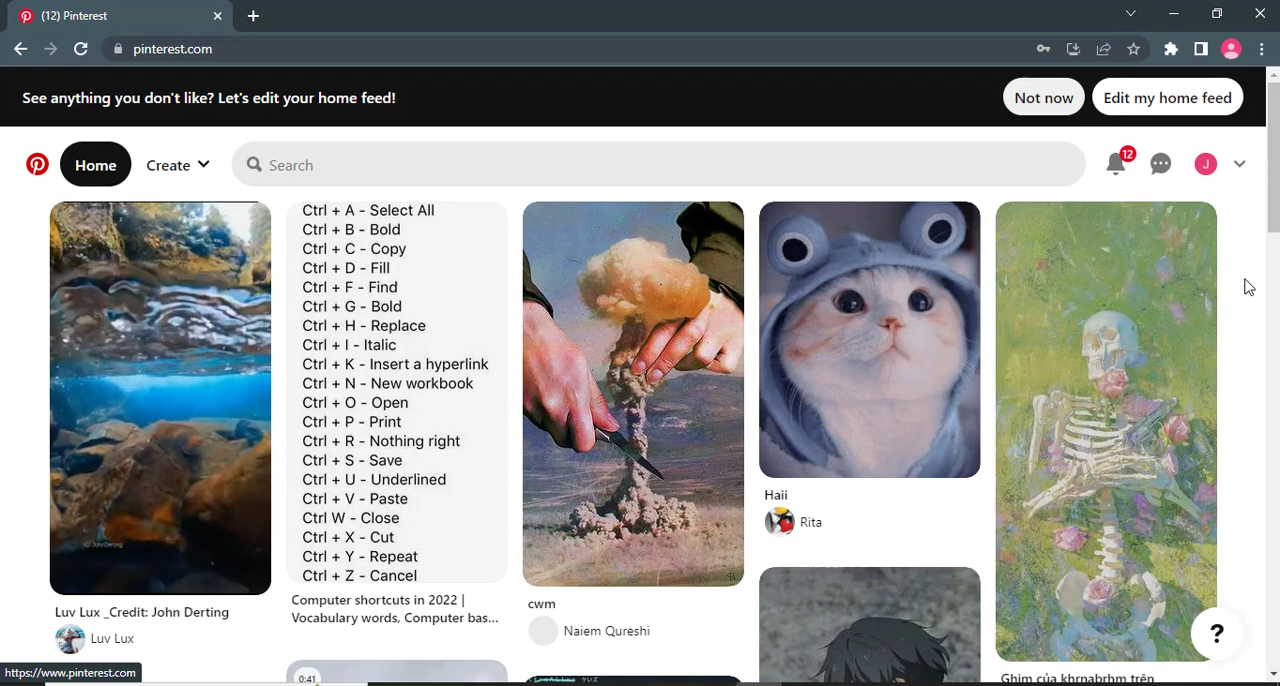 (12) Pinterest
pinterest.com
See anything you don't like? Let's edit your home feed!
Not now
Edit my home feed
Home
Create
Search
12
J
Ctrl + A - Select All
Ctrl + B - Bold
Ctrl + C - Copy
Ctrl + D - Fill
Ctrl + F - Find
Ctrl + G - Bold
Ctrl + H - Replace
Ctrl + I - Italic
Ctrl + K - Insert a hyperlink
Ctrl + N - New workbook
Ctrl + O - Open
Ctrl + P - Print
Ctrl + R - Nothing right
Ctrl + S - Save
Ctrl + U - Underlined
Ctrl + V - Paste
Ctrl W - Close
Ctrl + X - Cut
Ctrl + Y - Repeat
Ctrl + Z - Cancel
(C) John Derting
Luv Lux _Credit: John Derting
Luv Lux
Computer shortcuts in 2022 |
Vocabulary words, Computer bas...
cwm
Naiem Qureshi
Haii
Rita
?
Ghim của khrnabrhm trên
0:41
https://www.pinterest.com